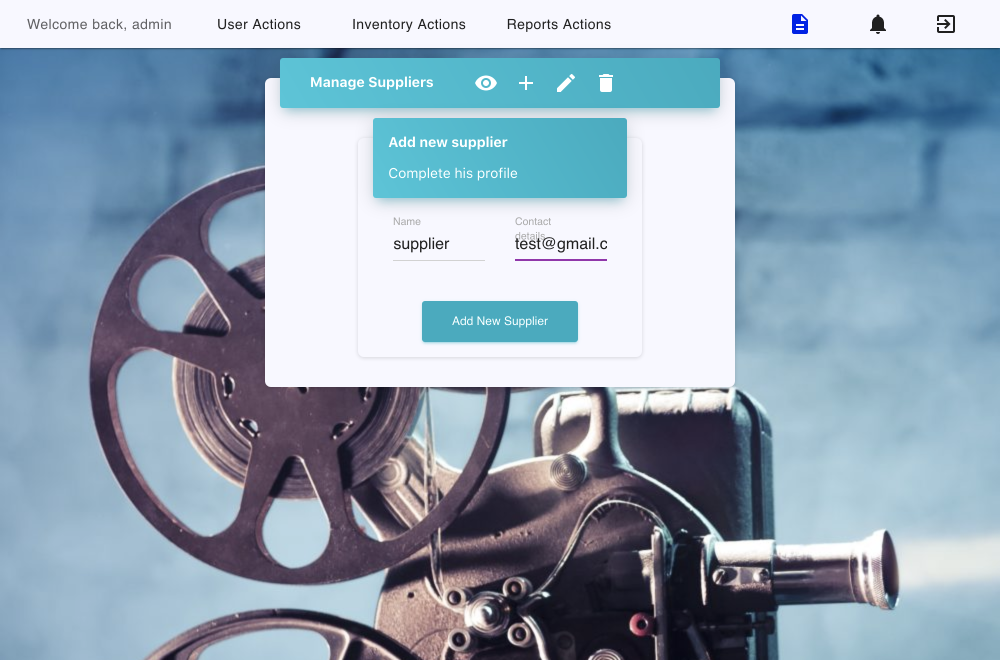 Welcome back, admin
User Actions
Inventory Actions
Reports Actions
Manage Suppliers
Add new supplier
Complete his profile
Name
Contact details
supplier
test@gmail.c
Add New Supplier